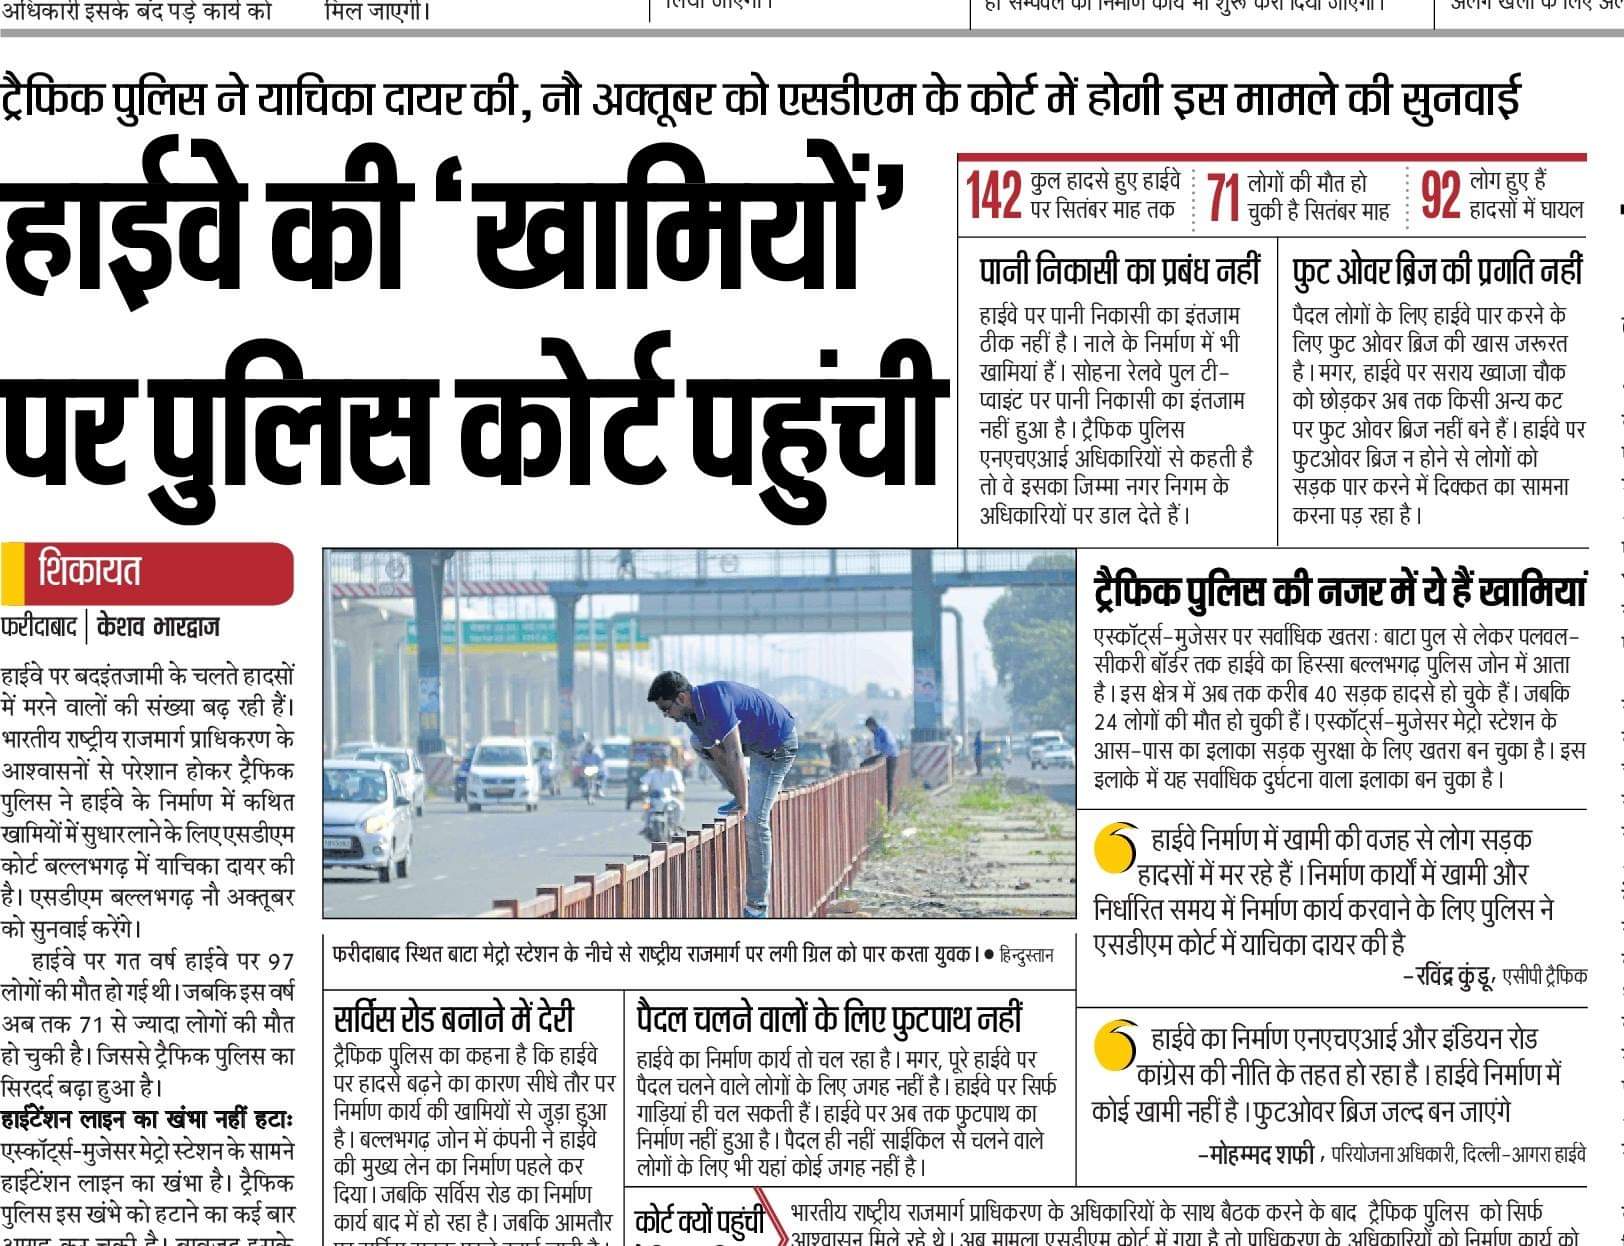 अधिकारी इसके बंद पड़े कार्य को
मिल जाएगी।
ट्रैफिक पुलिस ने याचिका दायर की, नौ अक्तूबर को एसडीएम के कोर्ट में होगी इस मामले की सुनवाई
हाईवे की ‘खामियों’
पर पुलिस कोर्ट पहुंची
142 कुल हादसे हुए हाईवे
पर सितंबर माह तक
71 लोगों की मौत हो
चुकी है सितंबर माह
92 लोग हुए हैं
हादसों में घायल
पानी निकासी का प्रबंध नहीं
हाईवे पर पानी निकासी का इंतजाम
ठीक नहीं है। नाले के निर्माण में भी
खामियां हैं। सोहना रेलवे पुल टी-
प्वाइंट पर पानी निकासी का इंतजाम
नहीं हुआ है। ट्रैफिक पुलिस
एनएचएआई अधिकारियों से कहती है
तो वे इसका जिम्मा नगर निगम के
अधिकारियों पर डाल देते हैं।
फुट ओवर ब्रिज की प्रगति नहीं
पैदल लोगों के लिए हाईवे पार करने के
लिए फुट ओवर ब्रिज की खास जरूरत
है। मगर, हाईवे पर सराय ख्वाजा चौक
को छोड़कर अब तक किसी अन्य कट
पर फुट ओवर ब्रिज नहीं बने हैं। हाईवे पर
फुटओवर ब्रिज न होने से लोगों को
सड़क पार करने में दिक्कत का सामना
करना पड़ रहा है।
शिकायत
फरीदाबाद | केशव भारद्वाज
हाईवे पर बदइंतजामी के चलते हादसों
में मरने वालों की संख्या बढ़ रही हैं।
भारतीय राष्ट्रीय राजमार्ग प्राधिकरण के
आश्वासनों से परेशान होकर ट्रैफिक
पुलिस ने हाईवे के निर्माण में कथित
खामियों में सुधार लाने के लिए एसडीएम
कोर्ट बल्लभगढ़ में याचिका दायर की
है। एसडीएम बल्लभगढ़ नौ अक्तूबर
को सुनवाई करेंगे।
हाईवे पर गत वर्ष हाईवे पर 97
लोगों की मौत हो गई थी। जबकि इस वर्ष
अब तक 71 से ज्यादा लोगों की मौत
हो चुकी है। जिससे ट्रैफिक पुलिस का
सिरदर्द बढ़ा हुआ है।
हाईटेंशन लाइन का खंभा नहीं हटाः
एस्कॉर्ट्स-मुजेसर मेट्रो स्टेशन के सामने
हाईटेंशन लाइन का खंभा है। ट्रैफिक
पुलिस इस खंभे को हटाने का कई बार
फरीदाबाद स्थित बाटा मेट्रो स्टेशन के नीचे से राष्ट्रीय राजमार्ग पर लगी ग्रिल को पार करता युवक। ● हिन्दुस्तान
सर्विस रोड बनाने में देरी
ट्रैफिक पुलिस का कहना है कि हाईवे
पर हादसे बढ़ने का कारण सीधे तौर पर
निर्माण कार्य की खामियों से जुड़ा हुआ
है। बल्लभगढ़ जोन में कंपनी ने हाईवे
की मुख्य लेन का निर्माण पहले कर
दिया। जबकि सर्विस रोड का निर्माण
कार्य बाद में हो रहा है। जबकि आमतौर
पैदल चलने वालों के लिए फुटपाथ नहीं
हाईवे का निर्माण कार्य तो चल रहा है। मगर, पूरे हाईवे पर
पैदल चलने वाले लोगों के लिए जगह नहीं है। हाईवे पर सिर्फ
गाड़ियां ही चल सकती हैं। हाईवे पर अब तक फुटपाथ का
निर्माण नहीं हुआ है। पैदल ही नहीं साईकिल से चलने वाले
लोगों के लिए भी यहां कोई जगह नहीं है।
ट्रैफिक पुलिस की नजर में ये हैं खामियां
एस्कॉर्ट्स-मुजेसर पर सर्वाधिक खतरा: बाटा पुल से लेकर पलवल-
सीकरी बॉर्डर तक हाईवे का हिस्सा बल्लभगढ़ पुलिस जोन में आता
है। इस क्षेत्र में अब तक करीब 40 सड़क हादसे हो चुके हैं। जबकि
24 लोगों की मौत हो चुकी हैं। एस्कॉर्ट्स-मुजेसर मेट्रो स्टेशन के
आस-पास का इलाका सड़क सुरक्षा के लिए खतरा बन चुका है। इस
इलाके में यह सर्वाधिक दुर्घटना वाला इलाका बन चुका है।
हाईवे निर्माण में खामी की वजह से लोग सड़क
हादसों में मर रहे हैं। निर्माण कार्यों में खामी और
निर्धारित समय में निर्माण कार्य करवाने के लिए पुलिस ने
एसडीएम कोर्ट में याचिका दायर की है
-रविंद्र कुंडू, एसीपी ट्रैफिक
हाईवे का निर्माण एनएचएआई और इंडियन रोड
कांग्रेस की नीति के तहत हो रहा है। हाईवे निर्माण में
कोई खामी नहीं है। फुटओवर ब्रिज जल्द बन जाएंगे
-मोहम्मद शफी, परियोजना अधिकारी, दिल्ली-आगरा हाईवे
कोर्ट क्यों पहुंची
भारतीय राष्ट्रीय राजमार्ग प्राधिकरण के अधिकारियों के साथ बैठक करने के बाद ट्रैफिक पुलिस को सिर्फ
आश्वासन मिले रहे थे। अब मामला एसडीएम कोर्ट में गया है तो प्राधिकरण के अधिकारियों को निर्माण कार्य को